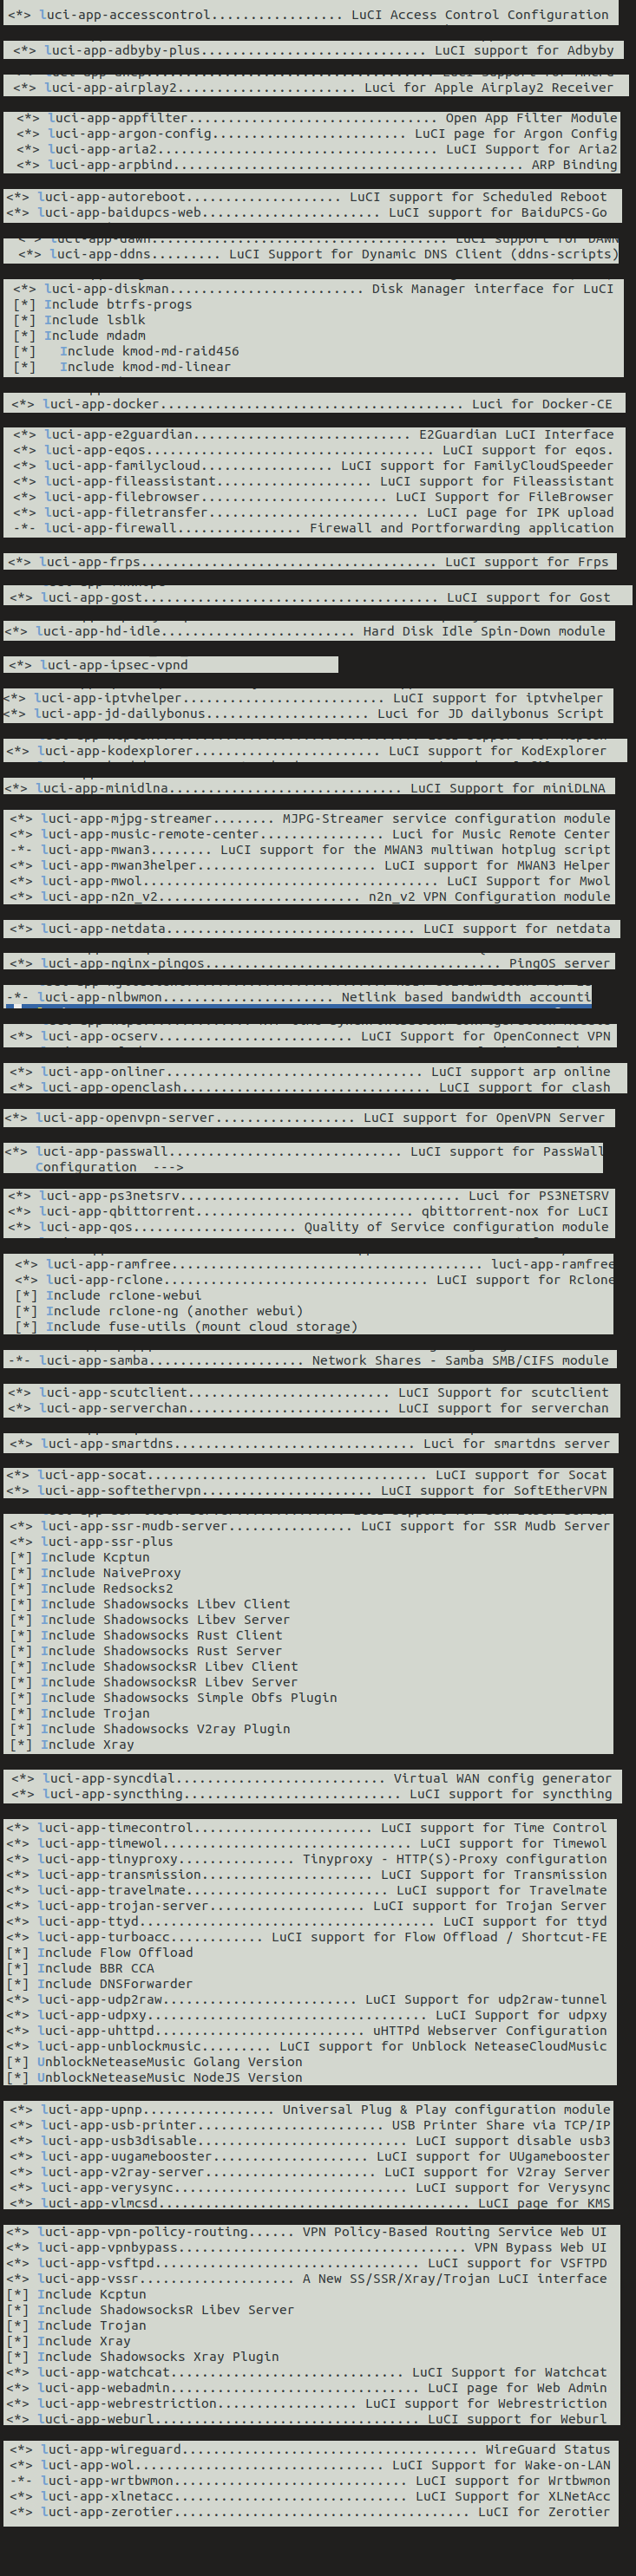 <*> luci-app-accesscontrol................. LuCI Access Control Configuration
<*> luci-app-adbyby-plus............................. LuCI support for Adbyby
<*> luci-app-airplay2....................... Luci for Apple Airplay2 Receiver
<*> luci-app-appfilter................................ Open App Filter Module
<*> luci-app-argon-config......................... LuCI page for Argon Config
<*> luci-app-aria2.................................... LuCI Support for Aria2
<*> luci-app-arpbind............................................. ARP Binding
<*> luci-app-autoreboot.................... LuCI support for Scheduled Reboot
<*> luci-app-baidupcs-web....................... LuCI support for BaiduPCS-Go
luci-app-dawn...................................... LuCI support for DAWN
<*> luci-app-ddns......... LuCI Support for Dynamic DNS Client (ddns-scripts)
<*> luci-app-diskman......................... Disk Manager interface for LuCI
[*] Include btrfs-progs
[*] Include lsblk
[*] Include mdadm
[*]   Include kmod-md-raid456
[*]   Include kmod-md-linear
<*> luci-app-docker....................................... Luci for Docker-CE
<*> luci-app-e2guardian............................ E2Guardian LuCI Interface
<*> luci-app-eqos..................................... LuCI support for eqos.
<*> luci-app-familycloud................. LuCI support for FamilyCloudSpeeder
<*> luci-app-fileassistant.................... LuCI support for Fileassistant
<*> luci-app-filebrowser........................ LuCI Support for FileBrowser
<*> luci-app-filetransfer........................... LuCI page for IPK upload
-*- luci-app-firewall................ Firewall and Portforwarding application
<*> luci-app-frps...................................... LuCI support for Frps
<*> luci-app-gost...................................... LuCI support for Gost
<*> luci-app-hd-idle......................... Hard Disk Idle Spin-Down module
<*> luci-app-ipsec-vpnd
<*> luci-app-iptvhelper.......................... LuCI support for iptvhelper
<*> luci-app-jd-dailybonus..................... Luci for JD dailybonus Script
<*> luci-app-kodexplorer........................ LuCI support for KodExplorer
<*> luci-app-minidlna.............................. LuCI Support for miniDLNA
<*> luci-app-mjpg-streamer........ MJPG-Streamer service configuration module
<*> luci-app-music-remote-center................ Luci for Music Remote Center
-*- luci-app-mwan3........ LuCI support for the MWAN3 multiwan hotplug script
<*> luci-app-mwan3helper....................... LuCI support for MWAN3 Helper
<*> luci-app-mwol...................................... LuCI Support for Mwol
<*> luci-app-n2n_v2.......................... n2n_v2 VPN Configuration module
<*> luci-app-netdata................................ LuCI support for netdata
<*> luci-app-nginx-pingos...................................... PingOS server
-*- luci-app-nlbwmon...................... Netlink based bandwidth accounti
<*> luci-app-ocserv......................... LuCI Support for OpenConnect VPN
<*> luci-app-onliner................................. LuCI support arp online
<*> luci-app-openclash................................ LuCI support for clash
<*> luci-app-openvpn-server.................. LuCI support for OpenVPN Server
<*> luci-app-passwall.............................. LuCI support for PassWall
Configuration  --->
<*> luci-app-ps3netsrv.................................... Luci for PS3NETSRV
<*> luci-app-qbittorrent............................ qbittorrent-nox for LuCI
<*> luci-app-qos..................... Quality of Service configuration module
<*> luci-app-ramfree........................................ luci-app-ramfree
<*> luci-app-rclone.................................. LuCI support for Rclone
[*] Include rclone-webui
[*] Include rclone-ng (another webui)
[*] Include fuse-utils (mount cloud storage)
-*- luci-app-samba.................... Network Shares - Samba SMB/CIFS module
<*> luci-app-scutclient.......................... LuCI Support for scutclient
<*> luci-app-serverchan.......................... LuCI support for serverchan
<*> luci-app-smartdns............................... Luci for smartdns server
<*> luci-app-socat.................................... LuCI support for Socat
<*> luci-app-softethervpn...................... LuCI support for SoftEtherVPN
<*> luci-app-ssr-mudb-server................ LuCI support for SSR Mudb Server
<*> luci-app-ssr-plus
[*] Include Kcptun
[*] Include NaiveProxy
[*] Include Redsocks2
[*] Include Shadowsocks Libev Client
[*] Include Shadowsocks Libev Server
[*] Include Shadowsocks Rust Client
[*] Include Shadowsocks Rust Server
[*] Include ShadowsocksR Libev Client
[*] Include ShadowsocksR Libev Server
[*] Include Shadowsocks Simple Obfs Plugin
[*] Include Trojan
[*] Include Shadowsocks V2ray Plugin
[*] Include Xray
<*> luci-app-syncdial........................... Virtual WAN config generator
<*> luci-app-syncthing............................ LuCI support for syncthing
<*> luci-app-timecontrol....................... LuCI support for Time Control
<*> luci-app-timewol................................ LuCI support for Timewol
<*> luci-app-tinyproxy............... Tinyproxy - HTTP(S)-Proxy configuration
<*> luci-app-transmission...................... LuCI Support for Transmission
<*> luci-app-travelmate.......................... LuCI support for Travelmate
<*> luci-app-trojan-server.................... LuCI support for Trojan Server
<*> luci-app-ttyd...................................... LuCI support for ttyd
<*> luci-app-turboacc............ LuCI support for Flow Offload / Shortcut-FE
[*] Include Flow Offload
[*] Include BBR CCA
[*] Include DNSForwarder
<*> luci-app-udp2raw......................... LuCI Support for udp2raw-tunnel
<*> luci-app-udpxy.................................... LuCI Support for udpxy
<*> luci-app-uhttpd........................... uHTTPd Webserver Configuration
<*> luci-app-unblockmusic......... LuCI support for Unblock NeteaseCloudMusic
[*] UnblockNeteaseMusic Golang Version
[*] UnblockNeteaseMusic NodeJS Version
<*> luci-app-upnp................. Universal Plug & Play configuration module
<*> luci-app-usb-printer........................ USB Printer Share via TCP/IP
<*> luci-app-usb3disable........................... LuCI support disable usb3
<*> luci-app-uugamebooster.................... LuCI support for UUgamebooster
<*> luci-app-v2ray-server...................... LuCI support for V2ray Server
<*> luci-app-verysync.............................. LuCI support for Verysync
<*> luci-app-vlmcsd........................................ LuCI page for KMS
<*> luci-app-vpn-policy-routing...... VPN Policy-Based Routing Service Web UI
<*> luci-app-vpnbypass..................................... VPN Bypass Web UI
<*> luci-app-vsftpd.................................. LuCI support for VSFTPD
<*> luci-app-vssr.................... A New SS/SSR/Xray/Trojan LuCI interface
[*] Include Kcptun
[*] Include ShadowsocksR Libev Server
[*] Include Trojan
[*] Include Xray
[*] Include Shadowsocks Xray Plugin
<*> luci-app-watchcat.............................. LuCI Support for Watchcat
<*> luci-app-webadmin................................ LuCI page for Web Admin
<*> luci-app-webrestriction.................. LuCI support for Webrestriction
<*> luci-app-weburl.................................. LuCI support for Weburl
<*> luci-app-wireguard...................................... WireGuard Status
<*> luci-app-wol................................ LuCI Support for Wake-on-LAN
-*- luci-app-wrtbwmon.............................. LuCI support for Wrtbwmon
<*> luci-app-xlnetacc.............................. LuCI Support for XLNetAcc
<*> luci-app-zerotier...................................... LuCI for Zerotier